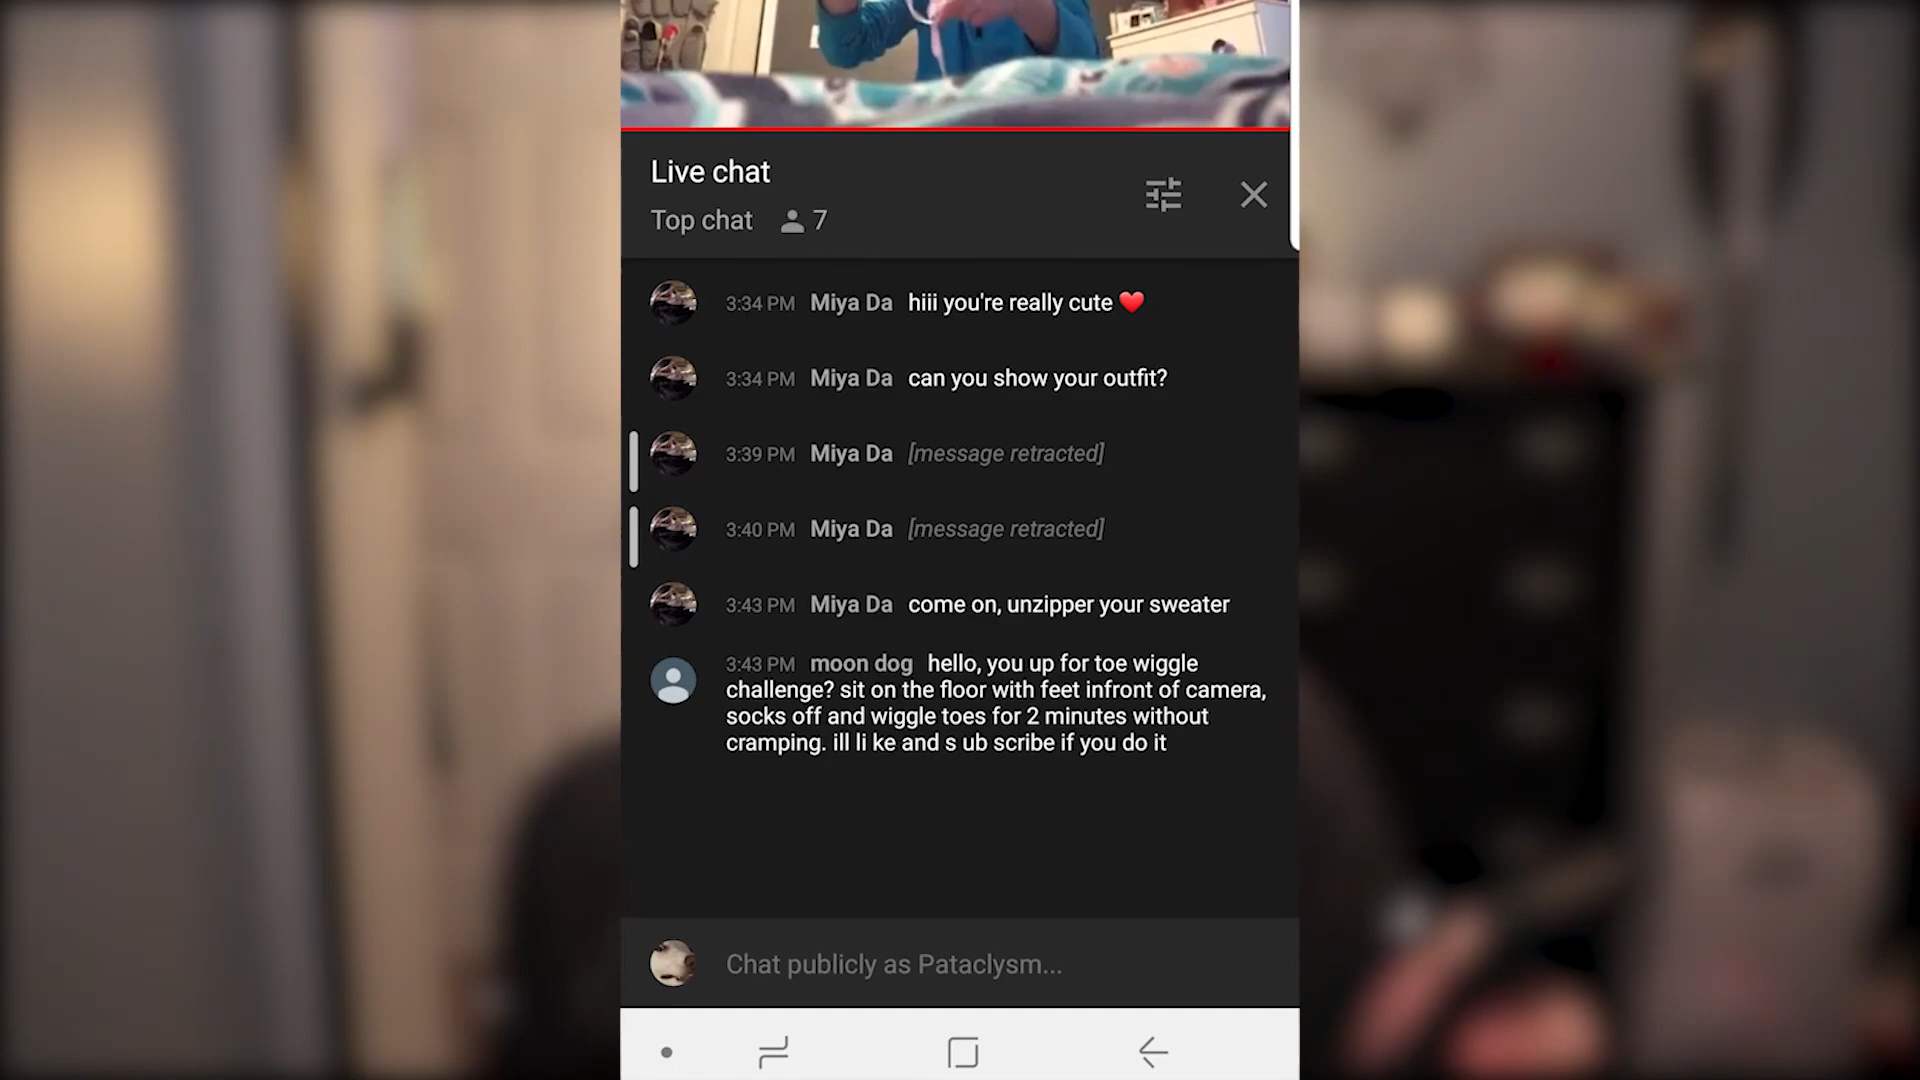 Live chat
Top chat 7
3:34 PM Miya Da hiii you're really cute ❤️
3:34 PM Miya Da can you show your outfit?
3:39 PM Miya Da [message retracted]
3:40 PM Miya Da [message retracted]
3:43 PM Miya Da come on, unzipper your sweater
3:43 PM moon dog hello, you up for toe wiggle
challenge? sit on the floor with feet infront of camera,
socks off and wiggle toes for 2 minutes without
cramping. ill li ke and s ub scribe if you do it
Chat publicly as Pataclysm...